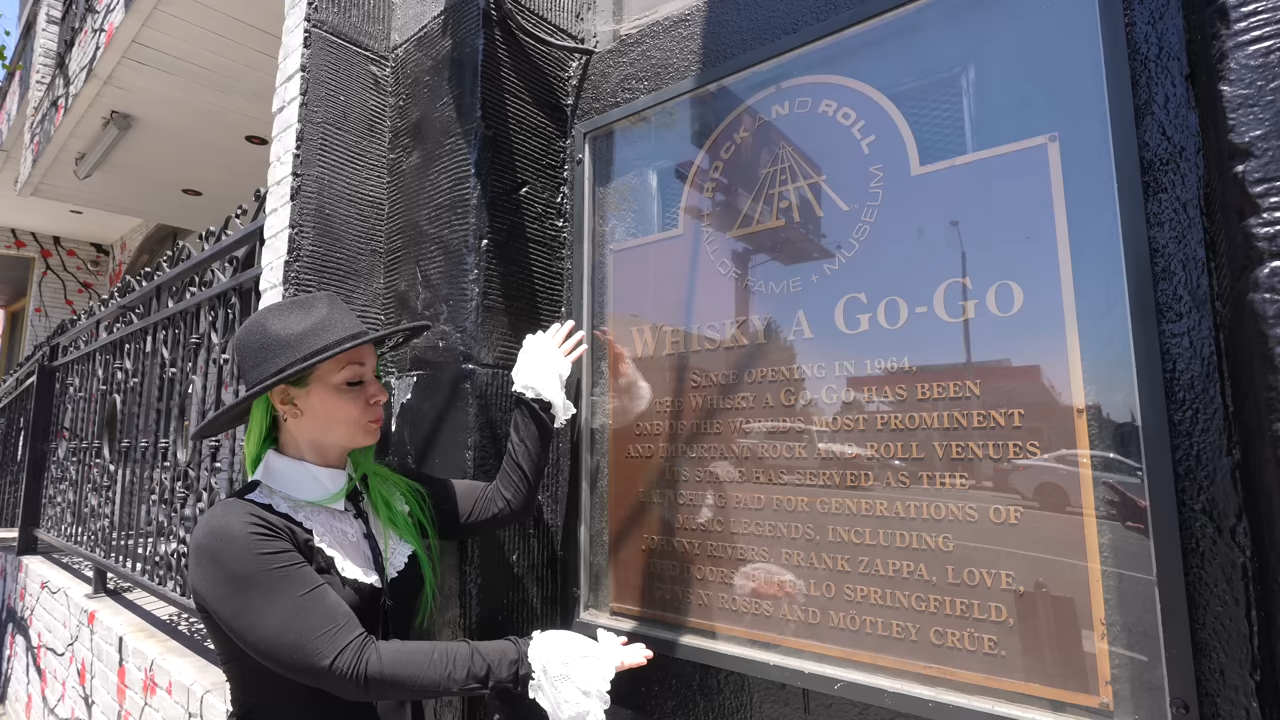 ROCK AND ROLL
HALL OF FAME + MUSEUM
WHISKY A GO-GO
SINCE OPENING IN 1964,
THE WHISKY A GO-GO HAS BEEN
ONE OF THE WORLD'S MOST PROMINENT
AND IMPORTANT ROCK AND ROLL VENUES.
ITS STAGE HAS SERVED AS THE
LAUNCHING PAD FOR GENERATIONS OF
MUSIC LEGENDS, INCLUDING
JOHNNY RIVERS, FRANK ZAPPA, LOVE,
THE DOORS, BUFFALO SPRINGFIELD,
GUNS N' ROSES AND MÖTLEY CRÜE.